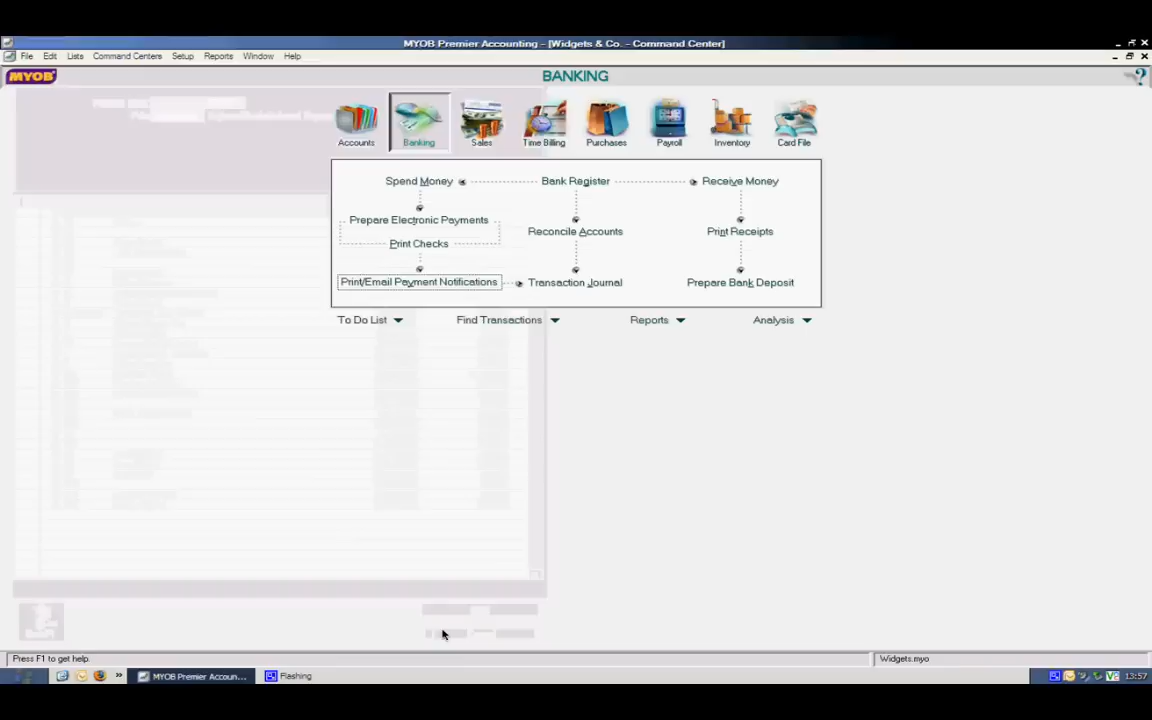 MYOB Premier Accounting - [Widgets & Co. - Command Center]
File Edit Lists Command Centers Setup Reports Window Help
MYOB BANKING
Accounts Banking Sales Time Billing Purchases Payroll Inventory Card File
Spend Money Bank Register Receive Money
Prepare Electronic Payments
Reconcile Accounts Print Receipts
Print Checks
Print/Email Payment Notifications Transaction Journal Prepare Bank Deposit
To Do List Find Transactions Reports Analysis
Press F1 to get help Widgets.myo
MYOB Premier Accoun... Flashing 13:57